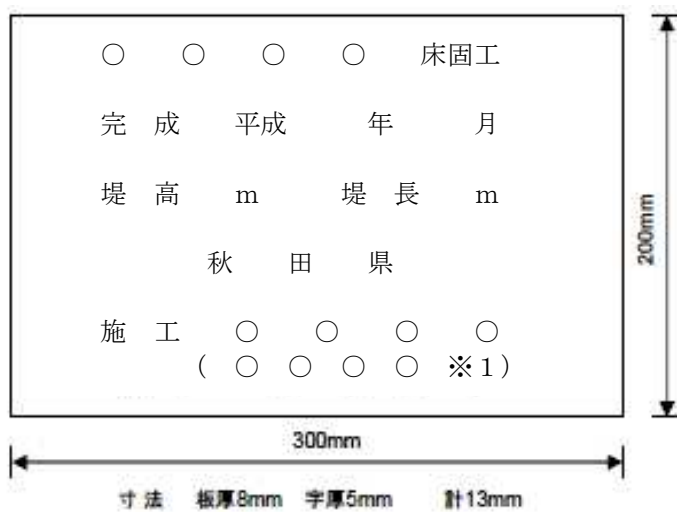 ○ ○ ○ ○ 床固工
完 成 平成 年 月
堤 高 m 堤 長 m
秋 田 県
施 工 ○ ○ ○ ○
( ○ ○ ○ ○ ※1)
200mm
300mm
寸 法 板厚8mm 字厚5mm 計13mm